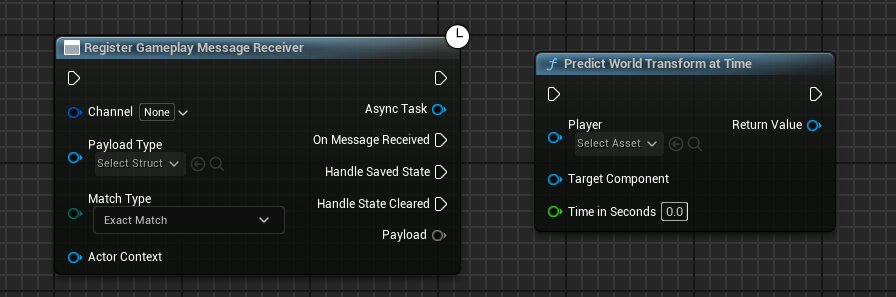 Register Gameplay Message Receiver
Channel None
Async Task
Payload Type
Select Struct
On Message Received
Handle Saved State
Match Type
Exact Match
Handle State Cleared
Payload
Actor Context
f Predict World Transform at Time
Player
Select Asset
Return Value
Target Component
Time in Seconds 0.0